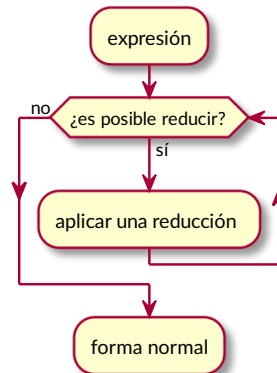 expresión
no
¿es posible reducir?
sí
aplicar una reducción
forma normal